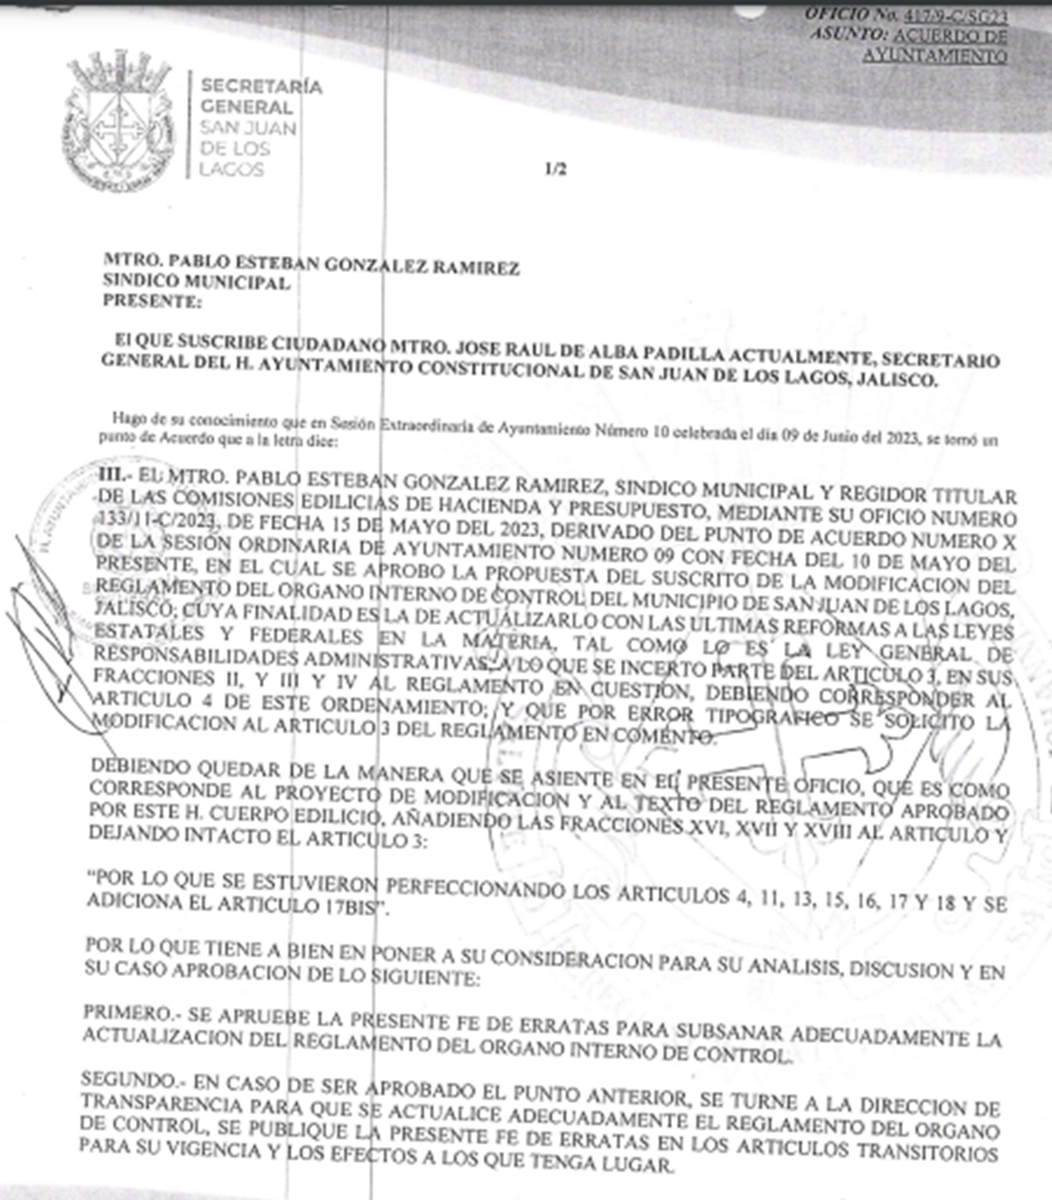 OFICIO No. 417/9-C/SG23
ASUNTO: ACUERDO DE
AYUNTAMIENTO
SECRETARÍA
GENERAL
SAN JUAN
DE LOS
LAGOS
1/2
MTRO. PABLO ESTEBAN GONZALEZ RAMIREZ
SINDICO MUNICIPAL
PRESENTE:
El QUE SUSCRIBE CIUDADANO MTRO. JOSE RAUL DE ALBA PADILLA ACTUALMENTE, SECRETARIO
GENERAL DEL H. AYUNTAMIENTO CONSTITUCIONAL DE SAN JUAN DE LOS LAGOS, JALISCO.
Hago de su conocimiento que en Sesión Extraordinaria de Ayuntamiento Número 10 celebrada el día 09 de Junio del 2023, se tomó un
punto de Acuerdo que a la letra dice:
III.- EL MTRO. PABLO ESTEBAN GONZALEZ RAMIREZ, SINDICO MUNICIPAL Y REGIDOR TITULAR
DE LAS COMISIONES EDILICIAS DE HACIENDA Y PRESUPUESTO, MEDIANTE SU OFICIO NUMERO
133/11-C/2023, DE FECHA 15 DE MAYO DEL 2023, DERIVADO DEL PUNTO DE ACUERDO NUMERO X
DE LA SESIÓN ORDINARIA DE AYUNTAMIENTO NUMERO 09 CON FECHA DEL 10 DE MAYO DEL
PRESENTE, EN EL CUAL SE APROBO LA PROPUESTA DEL SUSCRITO DE LA MODIFICACION DEL
REGLAMENTO DEL ORGANO INTERNO DE CONTROL DEL MUNICIPIO DE SAN JUAN DE LOS LAGOS,
JALISCO; CUYA FINALIDAD ES LA DE ACTUALIZARLO CON LAS ULTIMAS REFORMAS A LAS LEYES
ESTATALES Y FEDERALES EN LA MATERIA, TAL COMO LO ES LA LEY GENERAL DE
RESPONSABILIDADES ADMINISTRATIVAS, A LO QUE SE INCERTO PARTE DEL ARTICULO 3, EN SUS
FRACCIONES II, Y III Y IV AL REGLAMENTO EN CUESTIÓN, DEBIENDO CORRESPONDER AL
ARTICULO 4 DE ESTE ORDENAMIENTO; Y QUE POR ERROR TIPOGRAFICO SE SOLICITO LA
MODIFICACION AL ARTICULO 3 DEL REGLAMENTO EN COMENTO.
DEBIENDO QUEDAR DE LA MANERA QUE SE ASIENTE EN EL PRESENTE OFICIO, QUE ES COMO
CORRESPONDE AL PROYECTO DE MODIFICACION Y AL TEXTO DEL REGLAMENTO APROBADO
POR ESTE H. CUERPO EDILICIO, AÑADIENDO LAS FRACCIONES XVI, XVII Y XVIII AL ARTICULO Y
DEJANDO INTACTO EL ARTICULO 3:
"POR LO QUE SE ESTUVIERON PERFECCIONANDO LOS ARTICULOS 4, 11, 13, 15, 16, 17 Y 18 Y SE
ADICIONA EL ARTICULO 17BIS".
POR LO QUE TIENE A BIEN EN PONER A SU CONSIDERACION PARA SU ANALISIS, DISCUSION Y EN
SU CASO APROBACION DE LO SIGUIENTE:
PRIMERO.- SE APRUEBE LA PRESENTE FE DE ERRATAS PARA SUBSANAR ADECUADAMENTE LA
ACTUALIZACION DEL REGLAMENTO DEL ORGANO INTERNO DE CONTROL.
SEGUNDO.- EN CASO DE SER APROBADO EL PUNTO ANTERIOR, SE TURNE A LA DIRECCION DE
TRANSPARENCIA PARA QUE SE ACTUALICE ADECUADAMENTE EL REGLAMENTO DEL ORGANO
DE CONTROL, SE PUBLIQUE LA PRESENTE FE DE ERRATAS EN LOS ARTICULOS TRANSITORIOS
PARA SU VIGENCIA Y LOS EFECTOS A LOS QUE TENGA LUGAR.